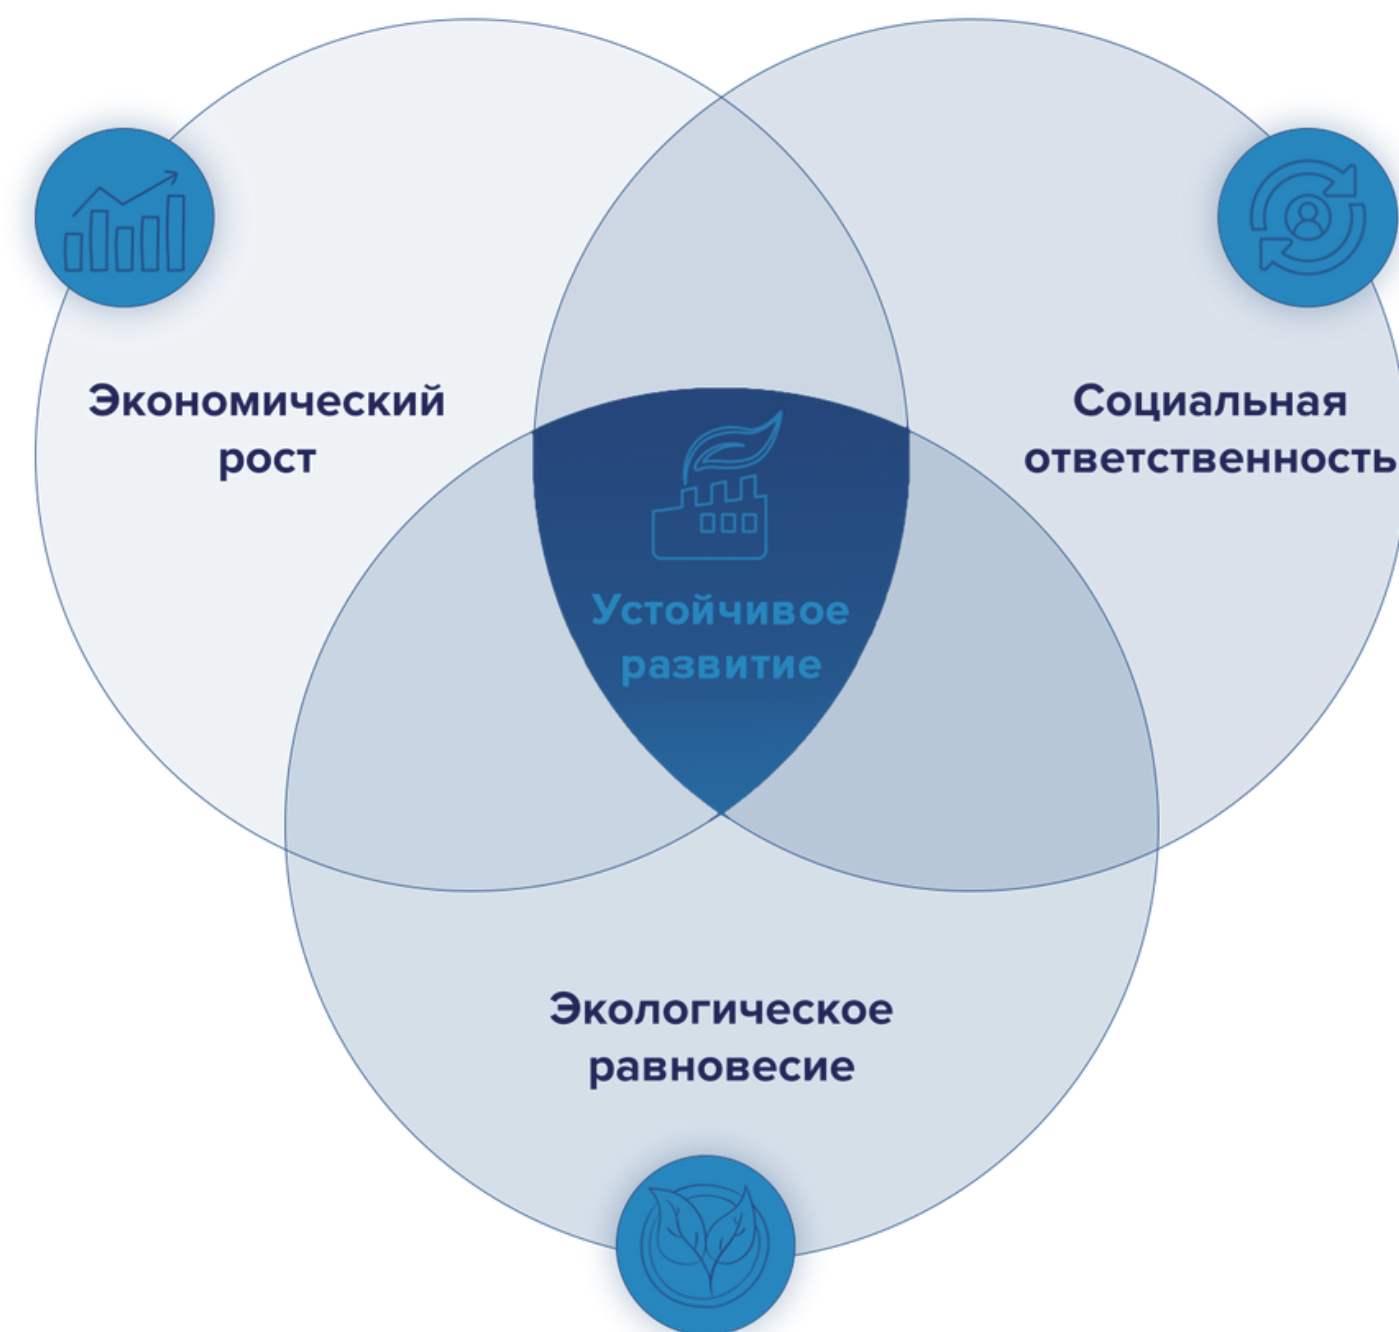 Экономический
рост
Социальная
ответственность
Устойчивое
развитие
Экологическое
равновесие